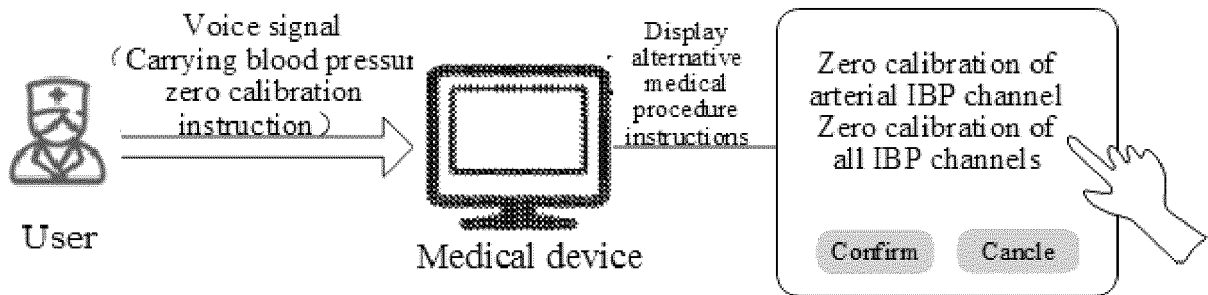 Voice signal
（Carrying blood pressur
zero calibration
instruction）
User
Medical device
Display
alternative
medical
procedure
instructions
Zero calibration of
arterial IBP channel
Zero calibration of
all IBP channels
Confirm
Cancle